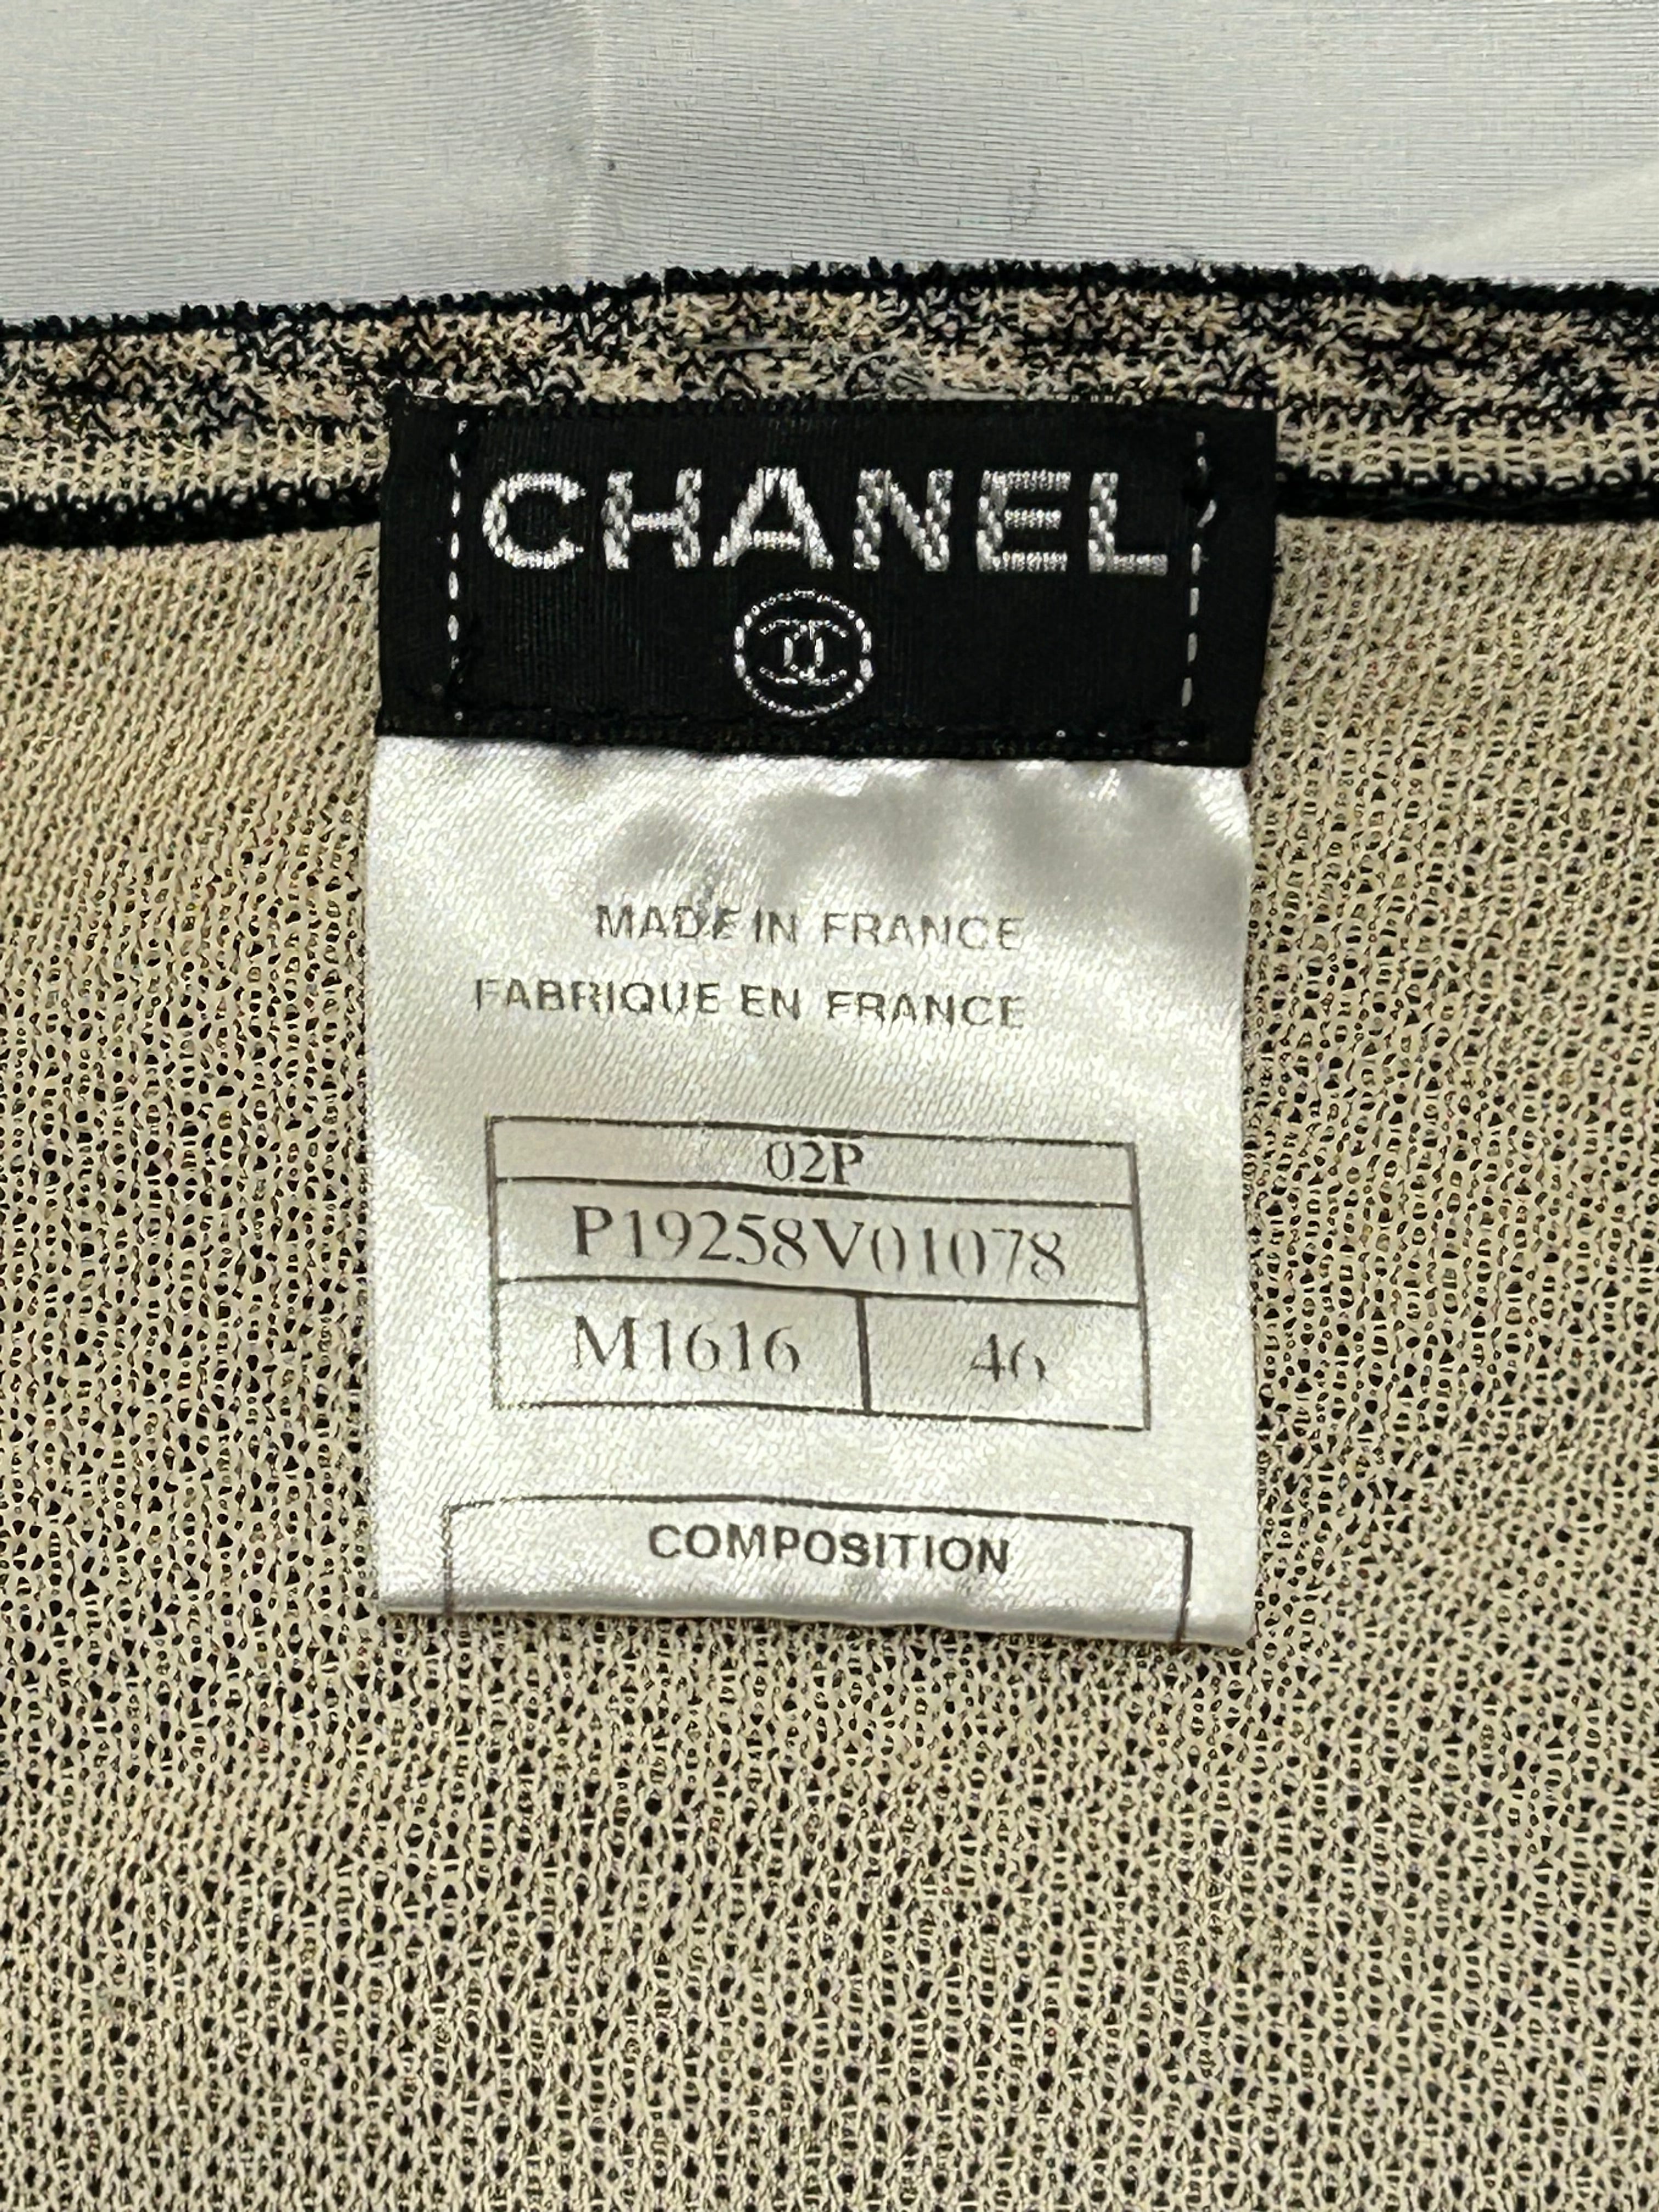 CHANEL
MADE IN FRANCE
FABRIQUE EN FRANCE
02P
P19258V01078
M1616 46
COMPOSITION